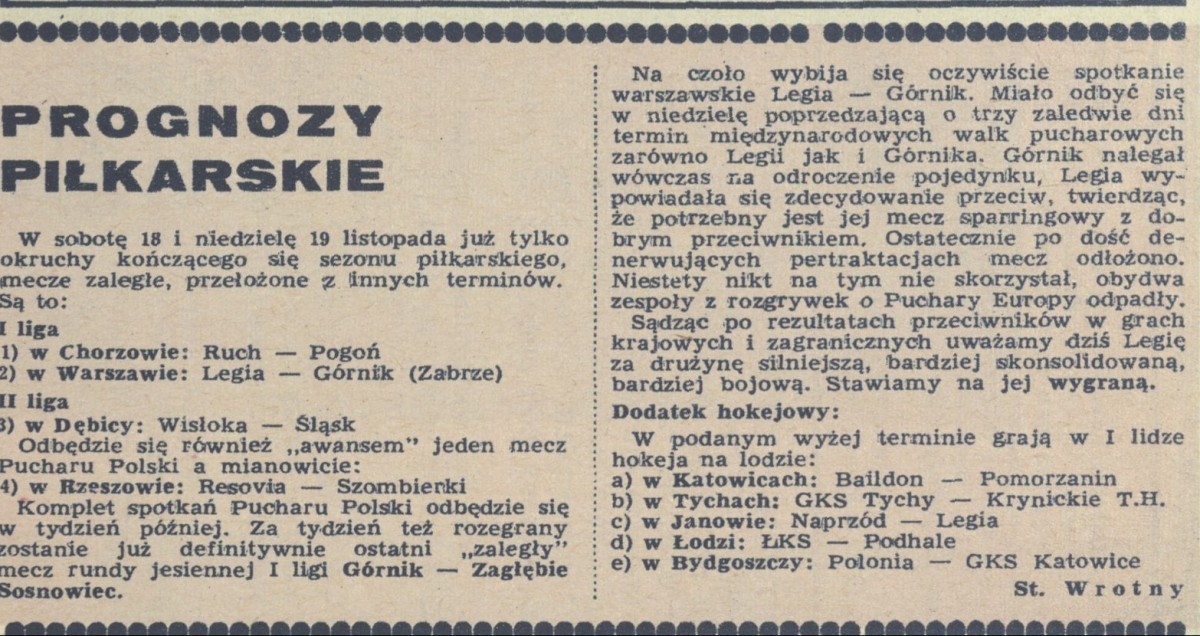 PROGNOZY
PIŁKARSKIE
W sobotę 18 i niedzielę 19 listopada już tylko
okruchy kończącego się sezonu piłkarskiego,
mecze zaległe, przełożone z innych terminów.
Są to:
I liga
1) w Chorzowie: Ruch — Pogoń
2) w Warszawie: Legia — Górnik (Zabrze)
II liga
3) w Dębicy: Wisłoka — Śląsk
Odbędzie się również „awansem” jeden mecz
Pucharu Polski a mianowicie:
4) w Rzeszowie: Resovia — Szombierki
Komplet spotkań Pucharu Polski odbędzie się
w tydzień później. Za tydzień też rozegrany
zostanie już definitywnie ostatni „zaległy”
mecz rundy jesiennej I ligi Górnik — Zagłębie
Sosnowiec.
Na czoło wybija się oczywiście spotkanie
warszawskie Legia — Górnik. Miało odbyć się
w niedzielę poprzedzającą o trzy zaledwie dni
termin międzynarodowych walk pucharowych
zarówno Legii jak i Górnika. Górnik nalegał
wówczas na odroczenie pojedynku, Legia wy-
powiadała się zdecydowanie przeciw, twierdząc,
że potrzebny jest jej mecz sparringowy z do-
brym przeciwnikiem. Ostatecznie po dość de-
nerwujących pertraktacjach mecz odłożono.
Niestety nikt na tym nie skorzystał, obydwa
zespoły z rozgrywek o Puchary Europy odpadły.
Sądząc po rezultatach przeciwników w grach
krajowych i zagranicznych uważamy dziś Legię
za drużynę silniejszą, bardziej skonsolidowaną,
bardziej bojową. Stawiamy na jej wygraną.
Dodatek hokejowy:
W podanym wyżej terminie grają w I lidze
hokeja na lodzie:
a) w Katowicach: Baildon — Pomorzanin
b) w Tychach: GKS Tychy — Krynickie T.H.
c) w Janowie: Naprzód — Legia
d) w Łodzi: ŁKS — Podhale
e) w Bydgoszczy: Polonia — GKS Katowice
St. Wrotny